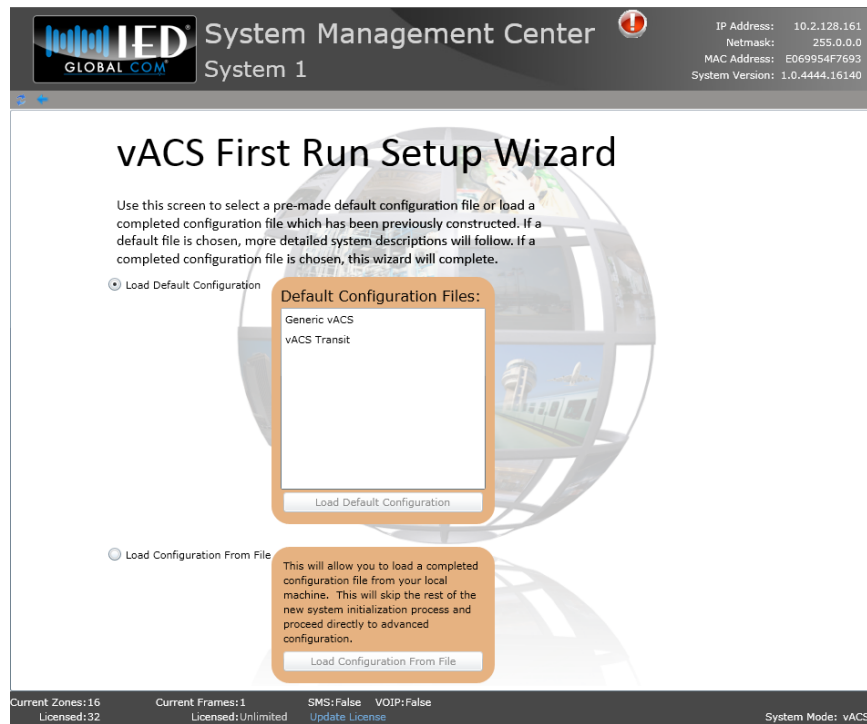 IED®
GLOBAL COM®
System Management Center
System 1
IP Address: 10.2.128.161
Netmask: 255.0.0.0
MAC Address: E069954F7693
System Version: 1.0.4444.16140
vACS First Run Setup Wizard
Use this screen to select a pre-made default configuration file or load a
completed configuration file which has been previously constructed. If a
default file is chosen, more detailed system descriptions will follow. If a
completed configuration file is chosen, this wizard will complete.
Load Default Configuration
Default Configuration Files:
Generic vACS
vACS Transit
Load Default Configuration
Load Configuration From File
This will allow you to load a completed
configuration file from your local
machine. This will skip the rest of the
new system initialization process and
proceed directly to advanced
configuration.
Load Configuration From File
Current Zones:16 Current Frames:1 SMS:False VOIP:False
Licensed:32 Licensed:Unlimited Update License System Mode: vACS